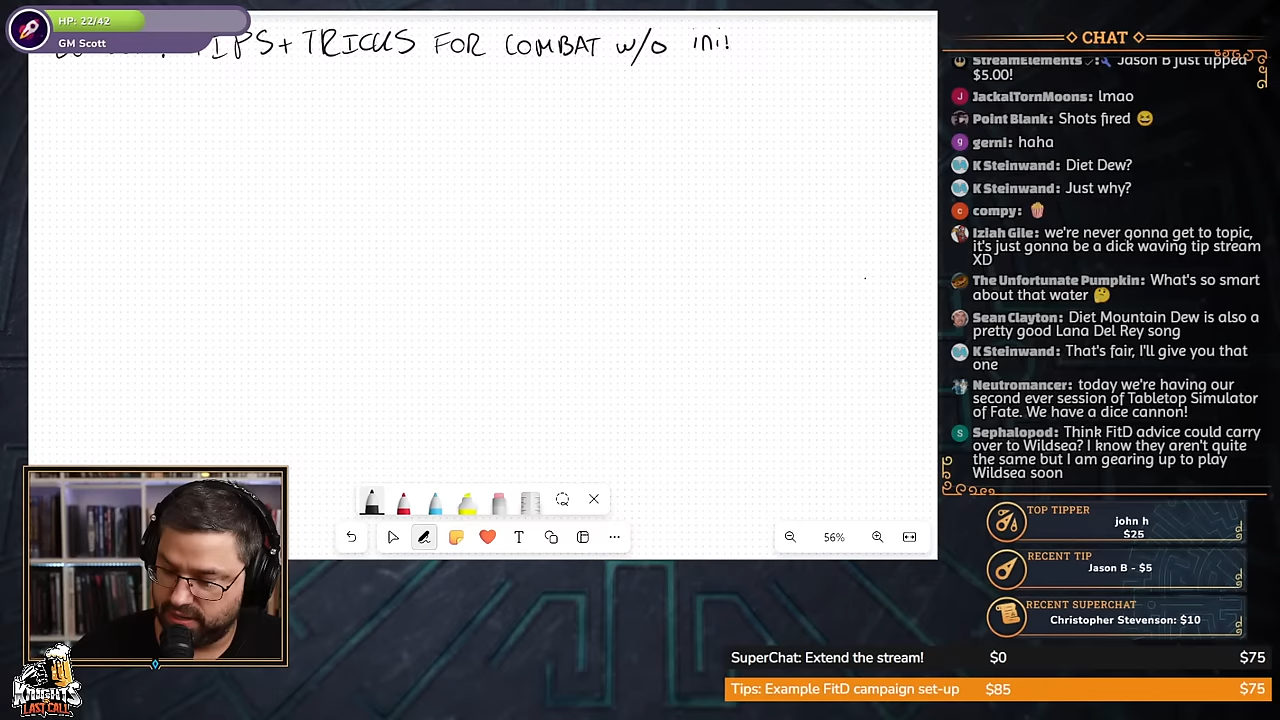 HP: 22/42
GM Scott
TIPS + TRICKS FOR COMBAT w/o ini!
CHAT
StreamElements : Jason B just tipped
$5.00!
JackalTornMoons: lmao
Point Blank: Shots fired 😆
gerni: haha
K Steinwand: Diet Dew?
K Steinwand: Just why?
compy: 🍿
Iziah Gile: we're never gonna get to topic,
it's just gonna be a dick waving tip stream
XD
The Unfortunate Pumpkin: What's so smart
about that water 🤔
Sean Clayton: Diet Mountain Dew is also a
pretty good Lana Del Rey song
K Steinwand: That's fair, I'll give you that
one
Neutromancer: today we're having our
second ever session of Tabletop Simulator
of Fate. We have a dice cannon!
Sephalopod: Think FitD advice could carry
over to Wildsea? I know they aren't quite
the same but I am gearing up to play
Wildsea soon
56%
TOP TIPPER
john h
$25
RECENT TIP
Jason B - $5
RECENT SUPERCHAT
Christopher Stevenson: $10
SuperChat: Extend the stream! $0 $75
Tips: Example FitD campaign set-up $85 $75
KNIGHTS
LAST CALL